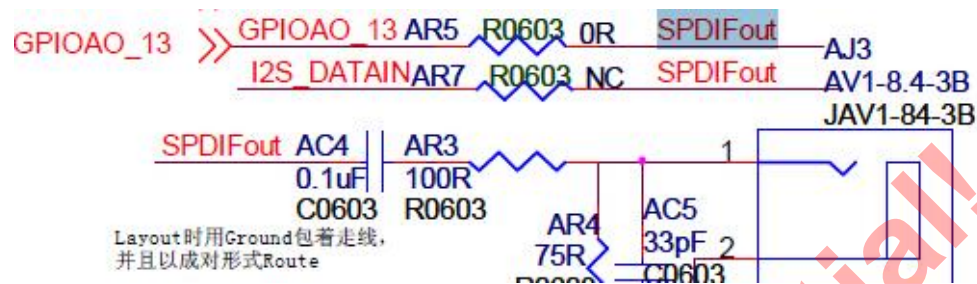 GPIOAO_13 GPIOAO_13 AR5 R0603 0R SPDIFout
I2S_DATAIN AR7 R0603 NC SPDIFout
AJ3
AV1-8.4-3B
JAV1-84-3B
SPDIFout AC4 AR3
0.1uF 100R
C0603 R0603
1
AR4 AC5
75R 33pF 2
C0603
Layout时用Ground包着走线，
并且以成对形式Route